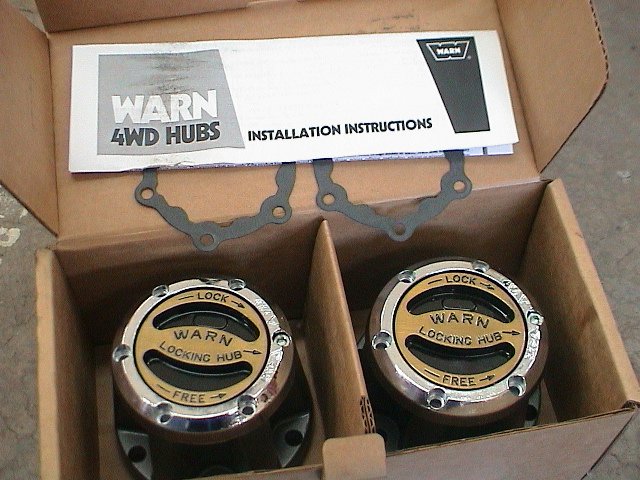 WARN
WARN
4WD HUBS
INSTALLATION INSTRUCTIONS
LOCK
WARN
LOCKING HUB
FREE
LOCK
WARN
LOCKING HUB
FREE